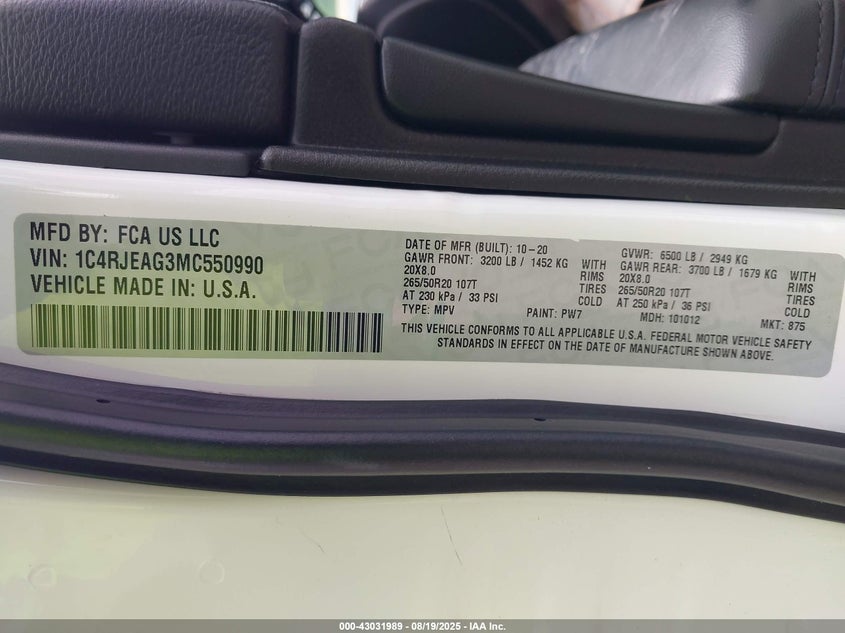 MFD BY: FCA US LLC
VIN: 1C4RJEAG3MC550990
VEHICLE MADE IN: U.S.A.
DATE OF MFR (BUILT): 10-20
GAWR FRONT: 3200 LB / 1452 KG WITH
20X8.0 RIMS
265/50R20 107T TIRES
AT 230 kPa / 33 PSI COLD
TYPE: MPV PAINT: PW7
GVWR: 6500 LB / 2949 KG
GAWR REAR: 3700 LB / 1679 KG WITH
20X8.0 RIMS
265/50R20 107T TIRES
AT 250 kPa / 36 PSI COLD
MDH: 101012 MKT: 875
THIS VEHICLE CONFORMS TO ALL APPLICABLE U.S.A. FEDERAL MOTOR VEHICLE SAFETY
STANDARDS IN EFFECT ON THE DATE OF MANUFACTURE SHOWN ABOVE.
000-43031989 - 08/19/2025 - IAA Inc.